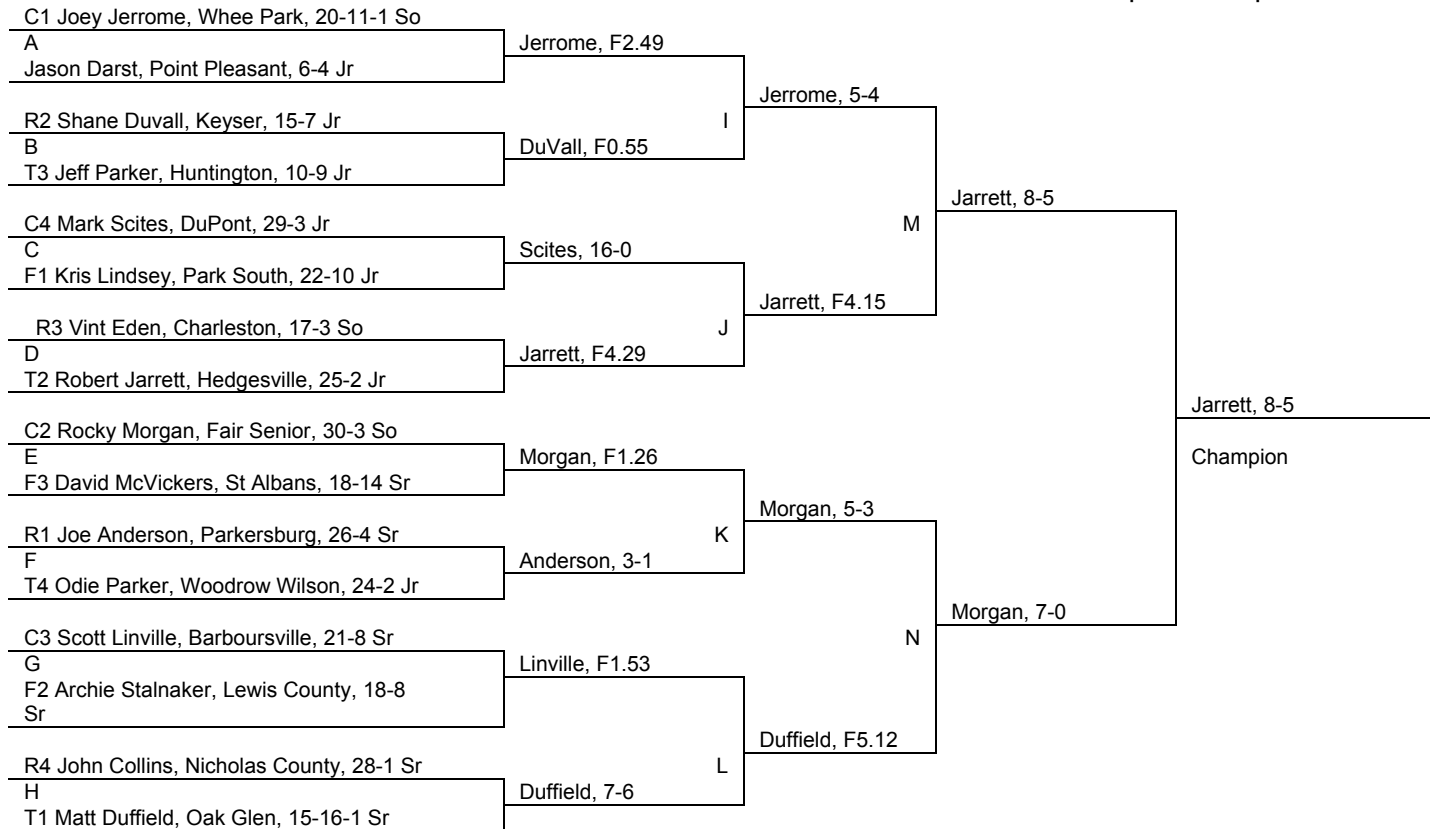 C1 Joey Jerrome, Whee Park, 20-11-1 So
A
Jason Darst, Point Pleasant, 6-4 Jr
Jerrome, F2.49
R2 Shane Duvall, Keyser, 15-7 Jr
B
T3 Jeff Parker, Huntington, 10-9 Jr
DuVall, F0.55
I
Jerrome, 5-4
C4 Mark Scites, DuPont, 29-3 Jr
C
F1 Kris Lindsey, Park South, 22-10 Jr
Scites, 16-0
R3 Vint Eden, Charleston, 17-3 So
D
T2 Robert Jarrett, Hedgesville, 25-2 Jr
Jarrett, F4.29
J
Jarrett, F4.15
M
Jarrett, 8-5
C2 Rocky Morgan, Fair Senior, 30-3 So
E
F3 David McVickers, St Albans, 18-14 Sr
Morgan, F1.26
R1 Joe Anderson, Parkersburg, 26-4 Sr
F
T4 Odie Parker, Woodrow Wilson, 24-2 Jr
Anderson, 3-1
K
Morgan, 5-3
C3 Scott Linville, Barboursville, 21-8 Sr
G
F2 Archie Stalnaker, Lewis County, 18-8
Sr
Linville, F1.53
R4 John Collins, Nicholas County, 28-1 Sr
H
T1 Matt Duffield, Oak Glen, 15-16-1 Sr
Duffield, 7-6
L
Duffield, F5.12
N
Morgan, 7-0
Jarrett, 8-5
Champion